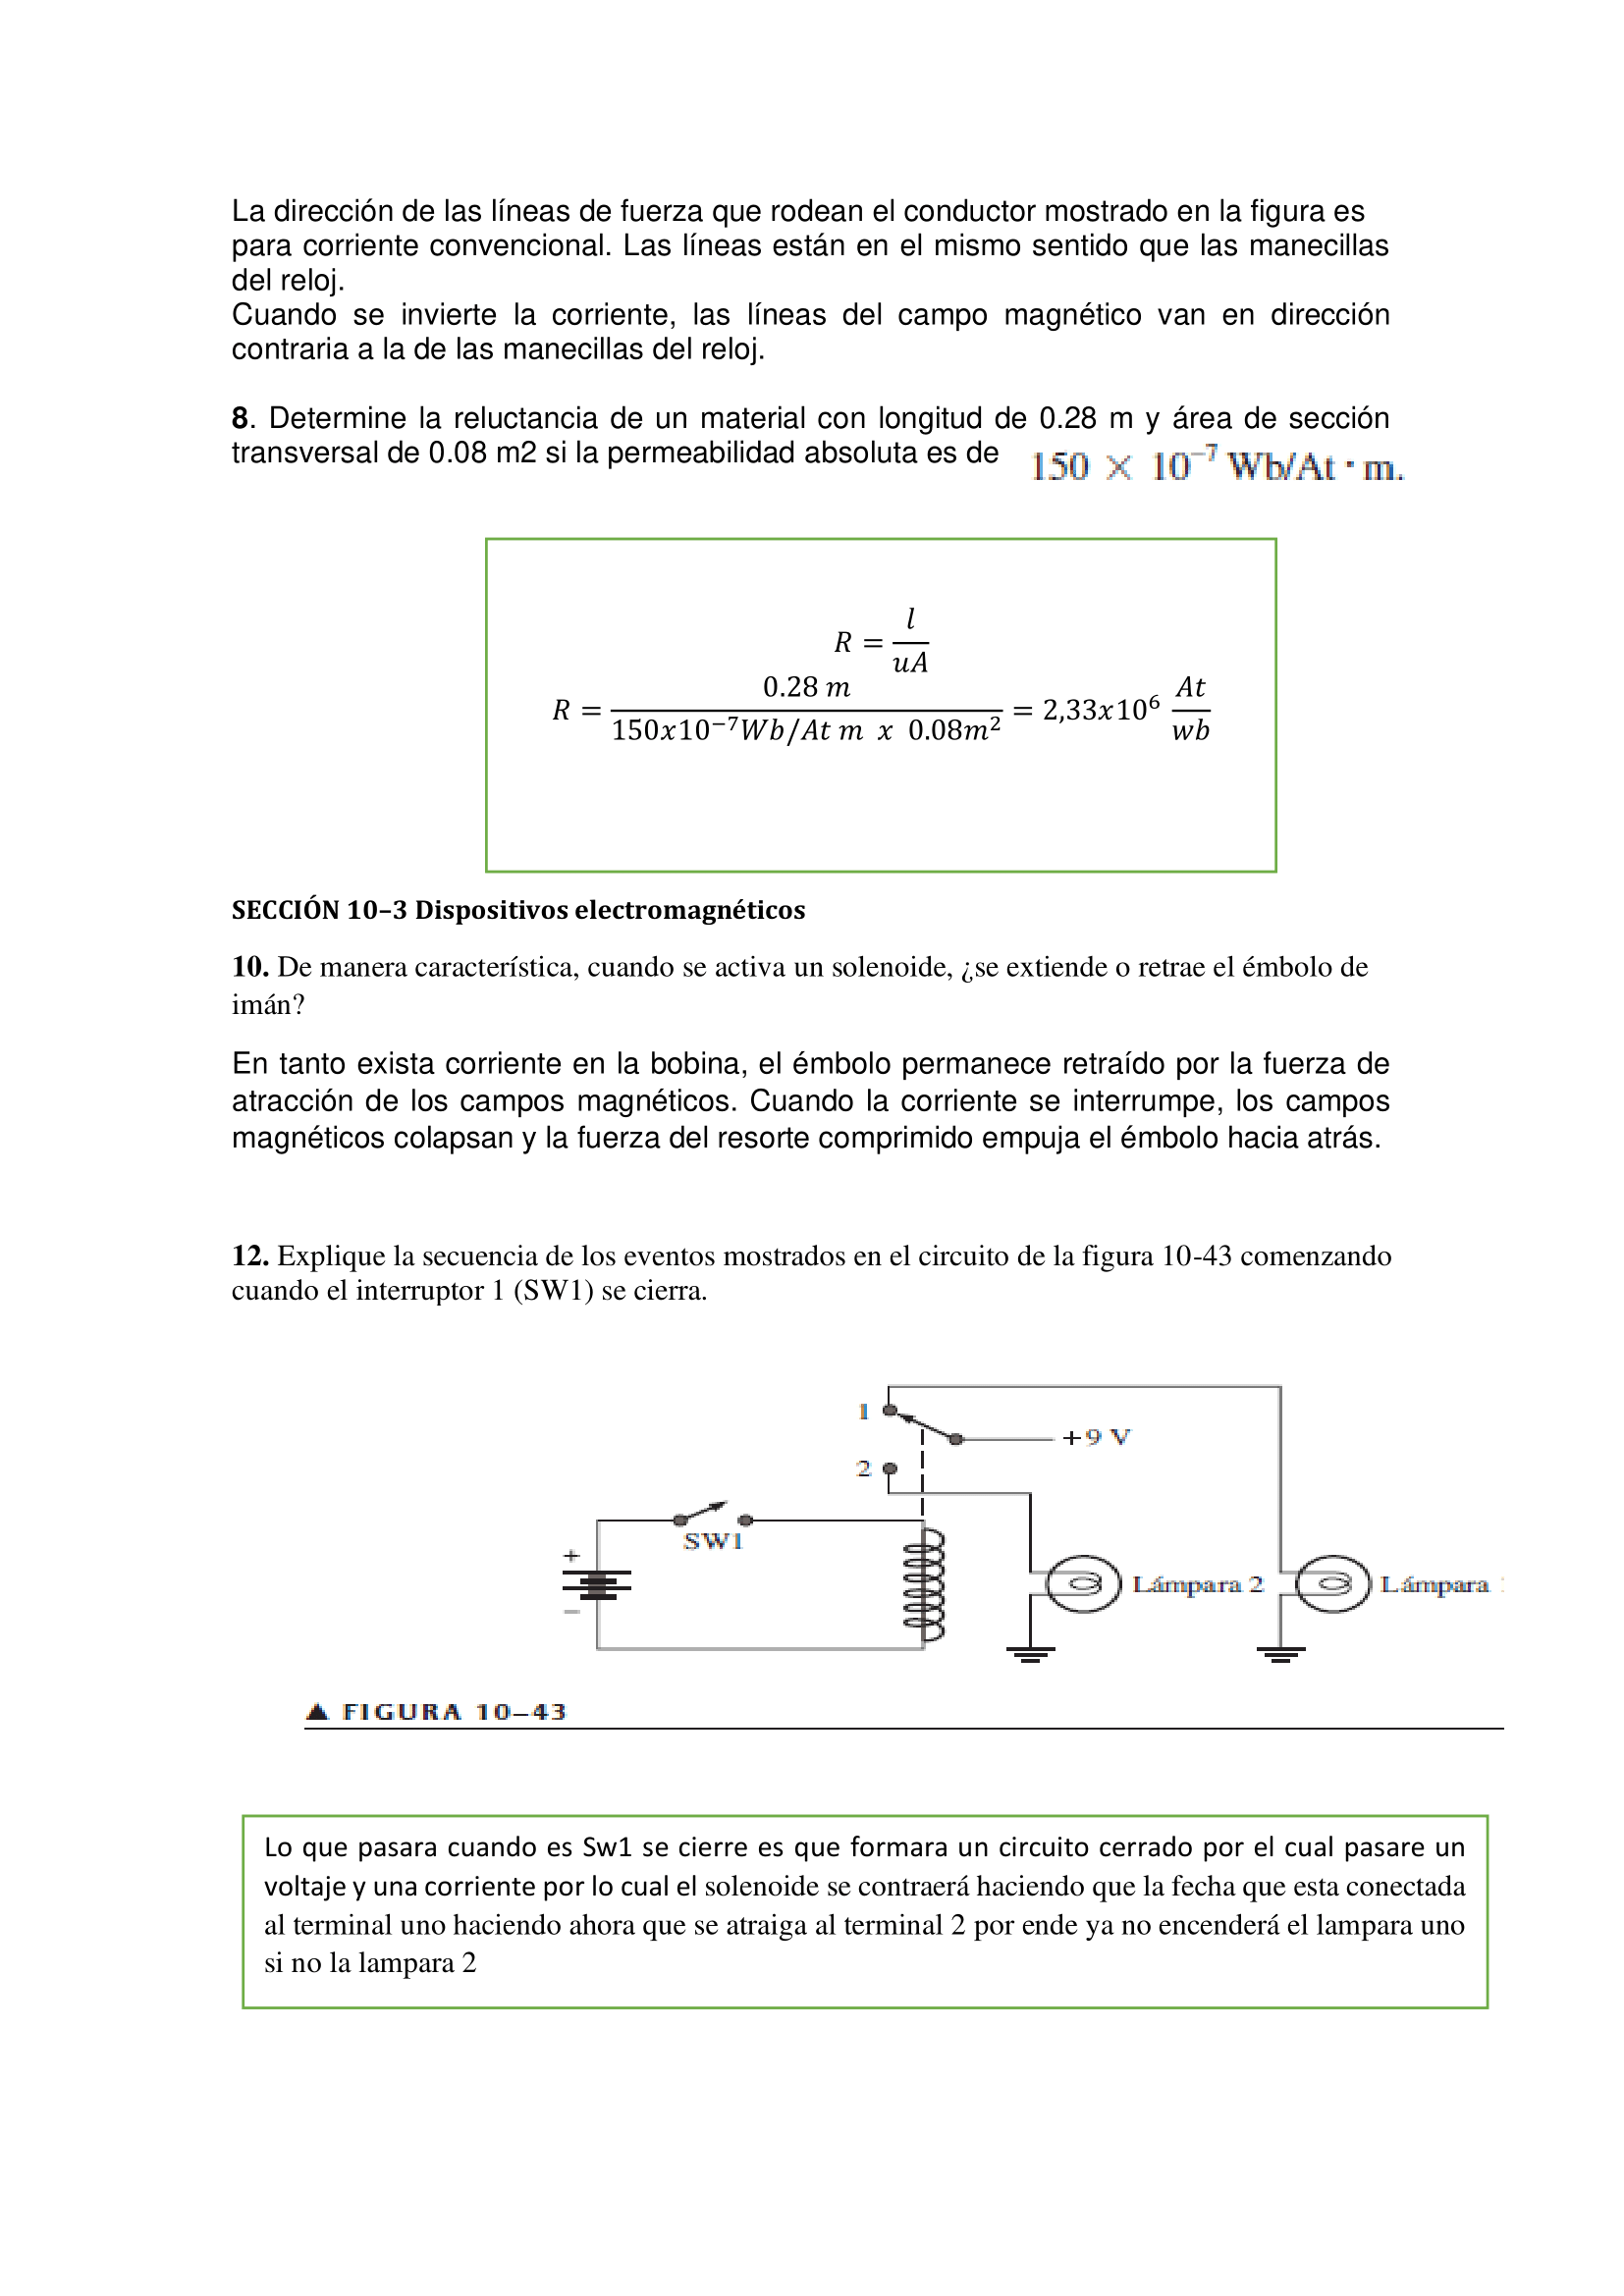 La dirección de las líneas de fuerza que rodean el conductor mostrado en la figura es
para corriente convencional. Las líneas están en el mismo sentido que las manecillas
del reloj.
Cuando se invierte la corriente, las líneas del campo magnético van en dirección
contraria a la de las manecillas del reloj.
8. Determine la reluctancia de un material con longitud de 0.28 m y área de sección
transversal de 0.08 m2 si la permeabilidad absoluta es de 150 × 10⁻⁷ Wb/At · m.
R = l / uA
R = 0.28 m / 150x10⁻⁷Wb/At m x 0.08m² = 2,33x10⁶ At / wb
SECCIÓN 10–3 Dispositivos electromagnéticos
10. De manera característica, cuando se activa un solenoide, ¿se extiende o retrae el émbolo de
imán?
En tanto exista corriente en la bobina, el émbolo permanece retraído por la fuerza de
atracción de los campos magnéticos. Cuando la corriente se interrumpe, los campos
magnéticos colapsan y la fuerza del resorte comprimido empuja el émbolo hacia atrás.
12. Explique la secuencia de los eventos mostrados en el circuito de la figura 10-43 comenzando
cuando el interruptor 1 (SW1) se cierra.
1
+9 V
2
SW1
+
–
Lámpara 2
Lámpara
▲ FIGURA 10–43
Lo que pasara cuando es Sw1 se cierre es que formara un circuito cerrado por el cual pasare un
voltaje y una corriente por lo cual el solenoide se contraerá haciendo que la fecha que esta conectada
al terminal uno haciendo ahora que se atraiga al terminal 2 por ende ya no encenderá el lampara uno
si no la lampara 2